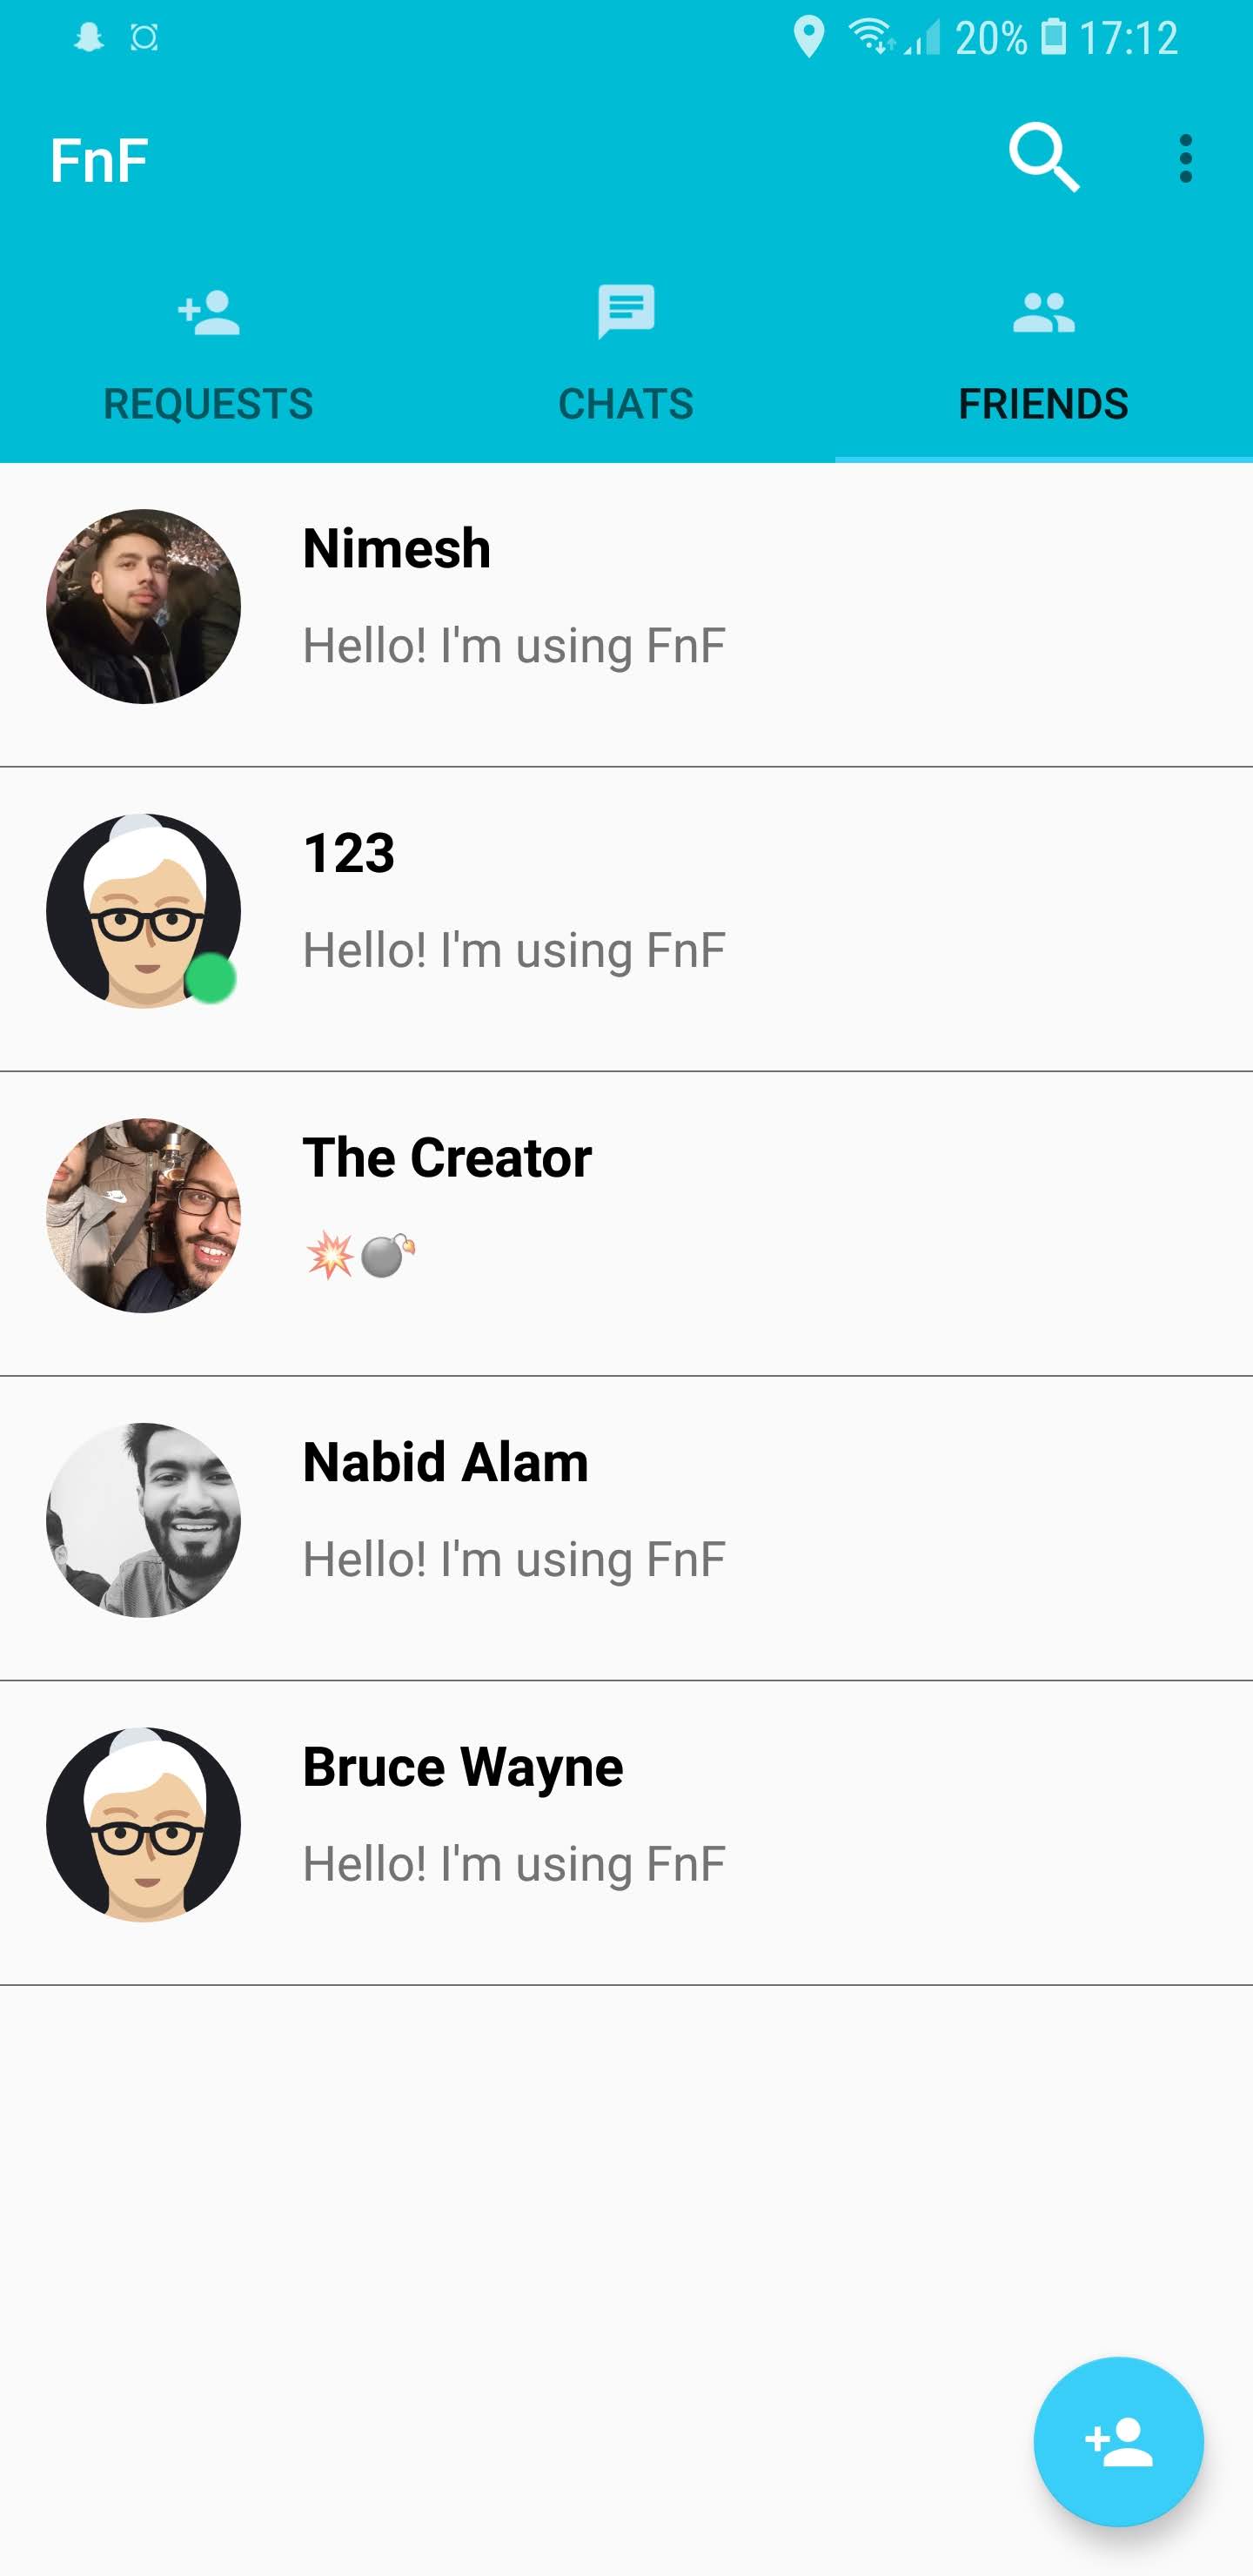 20% 17:12
FnF
REQUESTS CHATS FRIENDS
Nimesh
Hello! I'm using FnF
123
Hello! I'm using FnF
The Creator
💥💣
Nabid Alam
Hello! I'm using FnF
Bruce Wayne
Hello! I'm using FnF